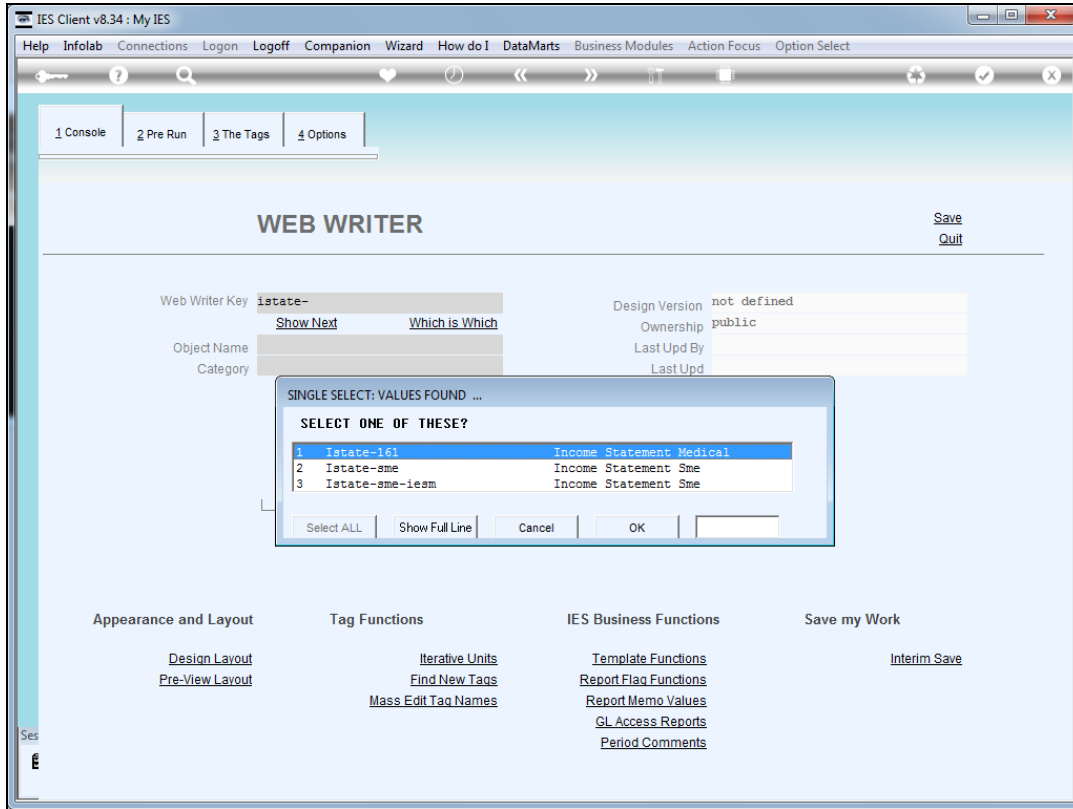 IES Client v8.34 : My IES
Help Infolab Connections Logon Logoff Companion Wizard How do I DataMarts Business Modules Action Focus Option Select
1 Console 2 Pre Run 3 The Tags 4 Options
WEB WRITER
Save
Quit
Web Writer Key istate-
Design Version not defined
Show Next Which is Which
Ownership public
Object Name
Last Upd By
Category
Last Upd
SINGLE SELECT: VALUES FOUND ...
SELECT ONE OF THESE?
1 Istate-161 Income Statement Medical
2 Istate-sme Income Statement Sme
3 Istate-sme-iesm Income Statement Sme
Select ALL Show Full Line Cancel OK
Appearance and Layout Tag Functions IES Business Functions Save my Work
Design Layout Iterative Units Template Functions Interim Save
Pre-View Layout Find New Tags Report Flag Functions
Mass Edit Tag Names Report Memo Values
GL Access Reports
Period Comments
Ses